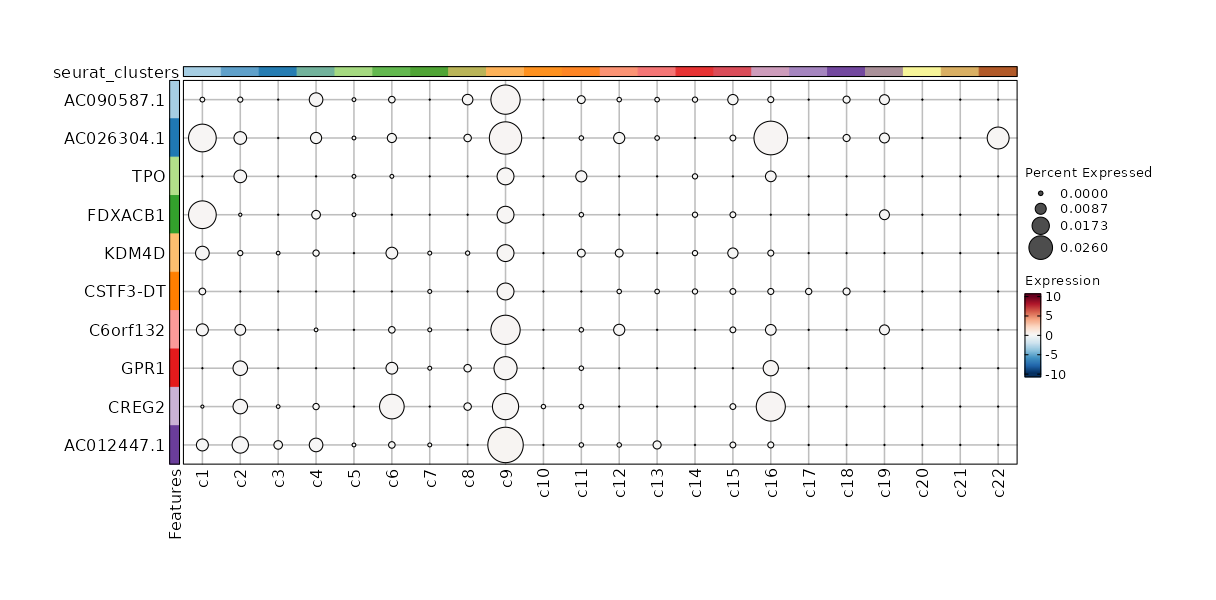 seurat_clusters
AC090587.1
AC026304.1
TPO
FDXACB1
KDM4D
CSTF3-DT
C6orf132
GPR1
CREG2
AC012447.1
Features
c1 c2 c3 c4 c5 c6 c7 c8 c9 c10 c11 c12 c13 c14 c15 c16 c17 c18 c19 c20 c21 c22
Percent Expressed
0.0000
0.0087
0.0173
0.0260
Expression
10
5
0
-5
-10